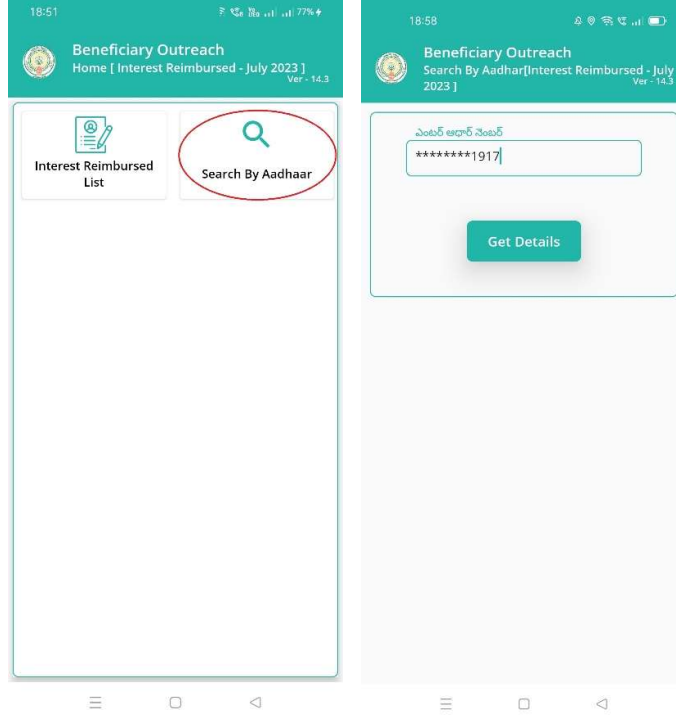 18:51
77%
Beneficiary Outreach
Home [ Interest Reimbursed - July 2023 ]
Ver - 14.3
Interest Reimbursed
List
Search By Aadhaar
18:58
Beneficiary Outreach
Search By Aadhar[Interest Reimbursed - July
2023 ]
Ver - 14.3
ఎంటర్ ఆధార్ నెంబర్
********1917
Get Details